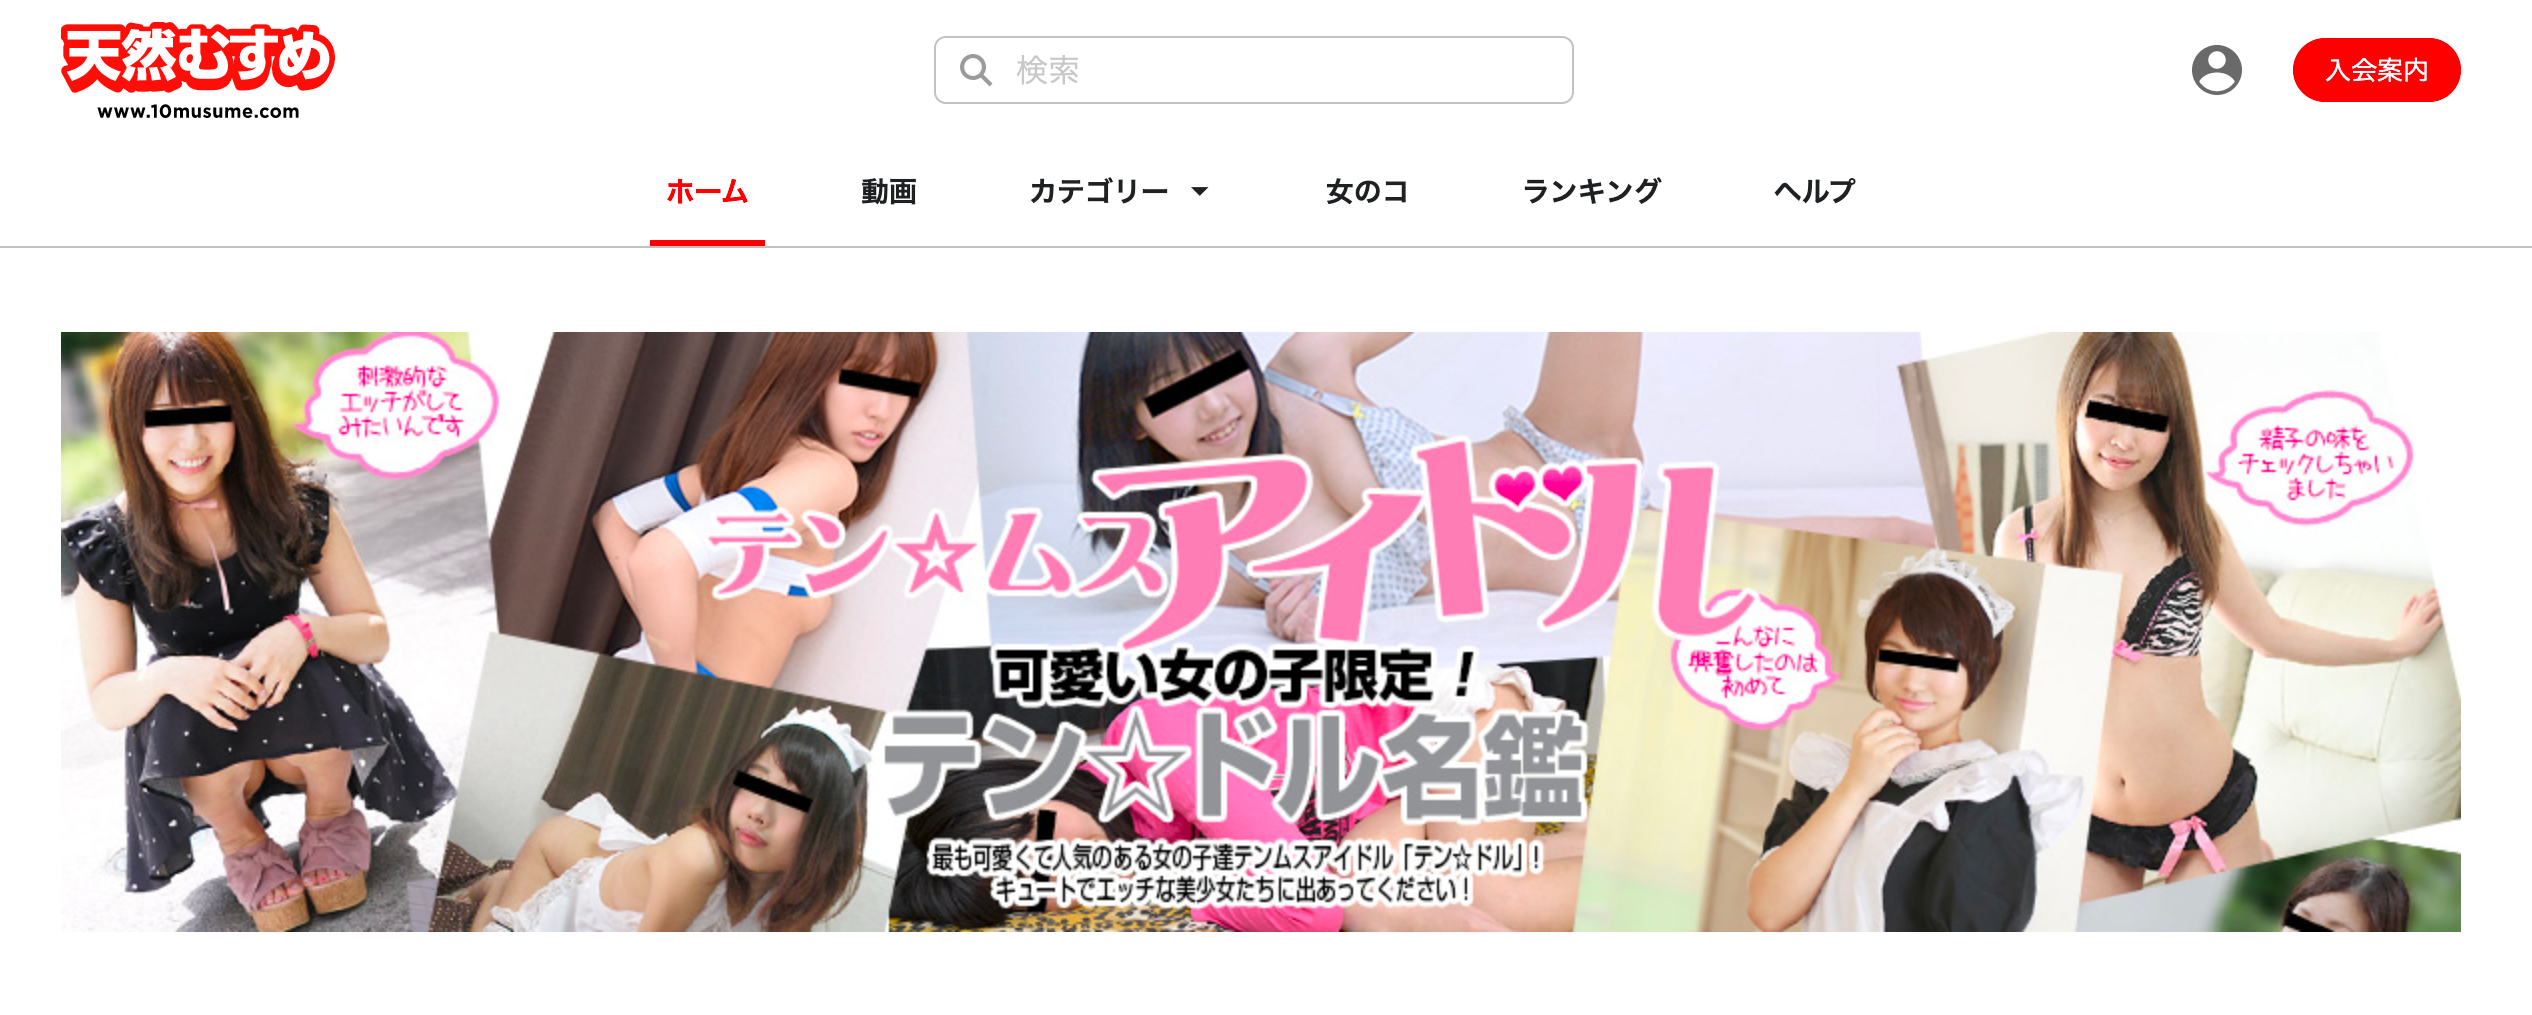 天然むすめ
www.10musume.com
検索
入会案内
ホーム
動画
カテゴリー
女のコ
ランキング
ヘルプ
刺激的な
エッチがして
みたいんです
精子の味を
チェックしちゃい
ました
テン☆ムスアイドル
こんなに
興奮したのは
初めて
可愛い女の子限定！
テン☆ドル名鑑
最も可愛くて人気のある女の子達テンムスアイドル「テン☆ドル」！
キュートでエッチな美少女たちに出あってください！